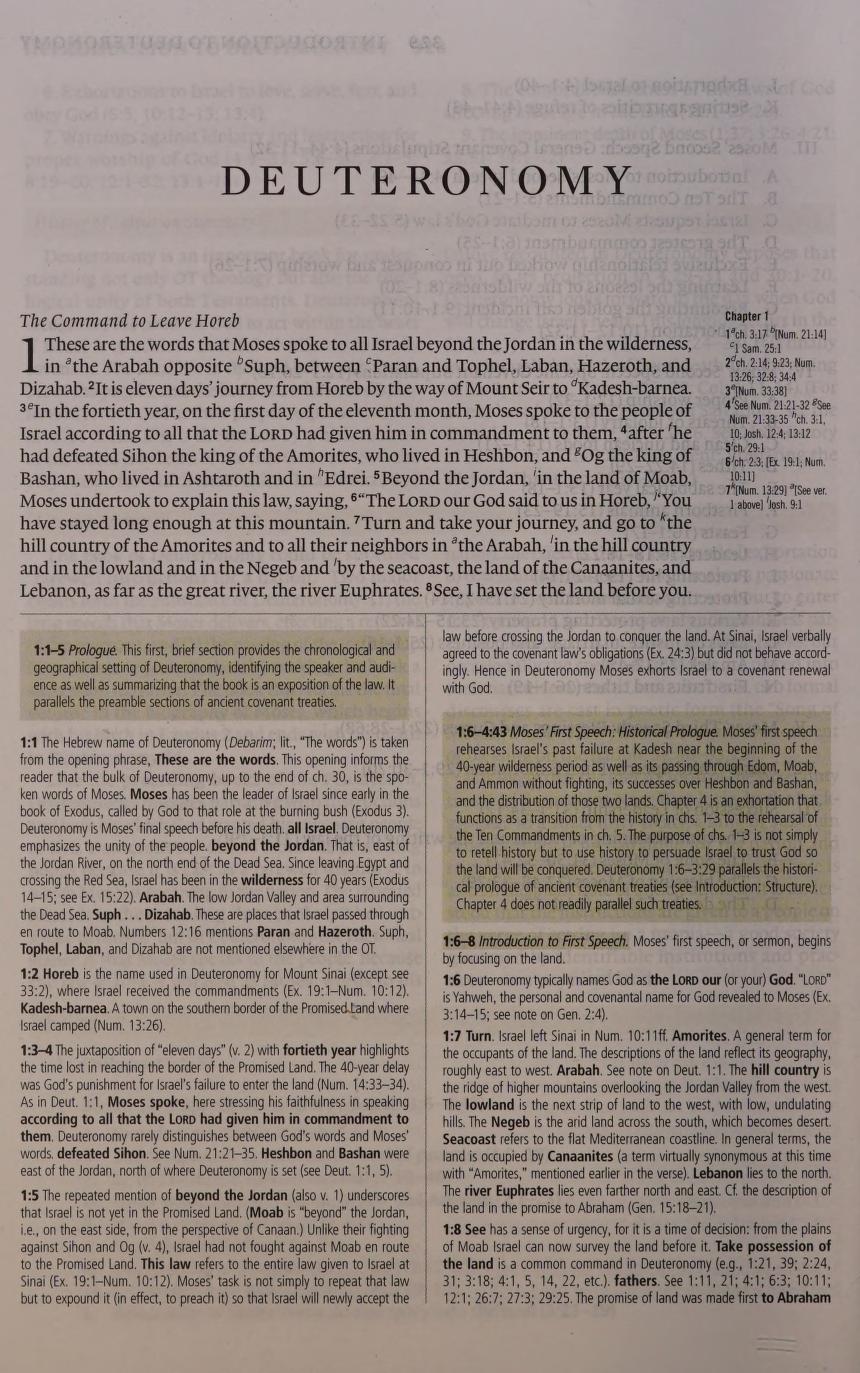 DEUTERONOMY
The Command to Leave Horeb
1 These are the words that Moses spoke to all Israel beyond the Jordan in the wilderness,
in ᵃthe Arabah opposite ᵇSuph, between ᶜParan and Tophel, Laban, Hazeroth, and
Dizahab. ²It is eleven days' journey from Horeb by the way of Mount Seir to ᵈKadesh-barnea.
³ᵉIn the fortieth year, on the first day of the eleventh month, Moses spoke to the people of
Israel according to all that the LORD had given him in commandment to them, ⁴after ᶠhe
had defeated Sihon the king of the Amorites, who lived in Heshbon, and ᵍOg the king of
Bashan, who lived in Ashtaroth and in ʰEdrei. ⁵Beyond the Jordan, ⁱin the land of Moab,
Moses undertook to explain this law, saying, ⁶“The LORD our God said to us in Horeb, ʲ‘You
have stayed long enough at this mountain. ⁷Turn and take your journey, and go to ᵏthe
hill country of the Amorites and to all their neighbors in ᵃthe Arabah, ˡin the hill country
and in the lowland and in the Negeb and ˡby the seacoast, the land of the Canaanites, and
Lebanon, as far as the great river, the river Euphrates. ⁸See, I have set the land before you.
Chapter 1
1 ᵃch. 3:17 ᵇ[Num. 21:14]
ᶜ1 Sam. 25:1
2 ᵈch. 2:14; 9:23; Num.
13:26; 32:8; 34:4
3 ᵉ[Num. 33:38]
4 ᶠSee Num. 21:21-32 ᵍSee
Num. 21:33-35 ʰch. 3:1,
10; Josh. 12:4; 13:12
5 ⁱch. 29:1
6 ʲch. 2:3; [Ex. 19:1; Num.
10:11]
7 ᵏ[Num. 13:29] ᵃ[See ver.
1 above] ˡJosh. 9:1
1:1–5 Prologue. This first, brief section provides the chronological and
geographical setting of Deuteronomy, identifying the speaker and audi-
ence as well as summarizing that the book is an exposition of the law. It
parallels the preamble sections of ancient covenant treaties.
1:1 The Hebrew name of Deuteronomy (Debarim; lit., “The words”) is taken
from the opening phrase, These are the words. This opening informs the
reader that the bulk of Deuteronomy, up to the end of ch. 30, is the spo-
ken words of Moses. Moses has been the leader of Israel since early in the
book of Exodus, called by God to that role at the burning bush (Exodus 3).
Deuteronomy is Moses' final speech before his death. all Israel. Deuteronomy
emphasizes the unity of the people. beyond the Jordan. That is, east of
the Jordan River, on the north end of the Dead Sea. Since leaving Egypt and
crossing the Red Sea, Israel has been in the wilderness for 40 years (Exodus
14–15; see Ex. 15:22). Arabah. The low Jordan Valley and area surrounding
the Dead Sea. Suph . . . Dizahab. These are places that Israel passed through
en route to Moab. Numbers 12:16 mentions Paran and Hazeroth. Suph,
Tophel, Laban, and Dizahab are not mentioned elsewhere in the OT.
1:2 Horeb is the name used in Deuteronomy for Mount Sinai (except see
33:2), where Israel received the commandments (Ex. 19:1–Num. 10:12).
Kadesh-barnea. A town on the southern border of the Promised Land where
Israel camped (Num. 13:26).
1:3–4 The juxtaposition of “eleven days” (v. 2) with fortieth year highlights
the time lost in reaching the border of the Promised Land. The 40-year delay
was God's punishment for Israel's failure to enter the land (Num. 14:33–34).
As in Deut. 1:1, Moses spoke, here stressing his faithfulness in speaking
according to all that the LORD had given him in commandment to
them. Deuteronomy rarely distinguishes between God's words and Moses'
words. defeated Sihon. See Num. 21:21–35. Heshbon and Bashan were
east of the Jordan, north of where Deuteronomy is set (see Deut. 1:1, 5).
1:5 The repeated mention of beyond the Jordan (also v. 1) underscores
that Israel is not yet in the Promised Land. (Moab is “beyond” the Jordan,
i.e., on the east side, from the perspective of Canaan.) Unlike their fighting
against Sihon and Og (v. 4), Israel had not fought against Moab en route
to the Promised Land. This law refers to the entire law given to Israel at
Sinai (Ex. 19:1–Num. 10:12). Moses' task is not simply to repeat that law
but to expound it (in effect, to preach it) so that Israel will newly accept the
law before crossing the Jordan to conquer the land. At Sinai, Israel verbally
agreed to the covenant law's obligations (Ex. 24:3) but did not behave accord-
ingly. Hence in Deuteronomy Moses exhorts Israel to a covenant renewal
with God.
1:6–4:43 Moses' First Speech: Historical Prologue. Moses' first speech
rehearses Israel's past failure at Kadesh near the beginning of the
40-year wilderness period as well as its passing through Edom, Moab,
and Ammon without fighting, its successes over Heshbon and Bashan,
and the distribution of those two lands. Chapter 4 is an exhortation that
functions as a transition from the history in chs. 1–3 to the rehearsal of
the Ten Commandments in ch. 5. The purpose of chs. 1–3 is not simply
to retell history but to use history to persuade Israel to trust God so
the land will be conquered. Deuteronomy 1:6–3:29 parallels the histori-
cal prologue of ancient covenant treaties (see Introduction: Structure).
Chapter 4 does not readily parallel such treaties.
1:6–8 Introduction to First Speech. Moses' first speech, or sermon, begins
by focusing on the land.
1:6 Deuteronomy typically names God as the LORD our (or your) God. “LORD”
is Yahweh, the personal and covenantal name for God revealed to Moses (Ex.
3:14–15; see note on Gen. 2:4).
1:7 Turn. Israel left Sinai in Num. 10:11ff. Amorites. A general term for
the occupants of the land. The descriptions of the land reflect its geography,
roughly east to west. Arabah. See note on Deut. 1:1. The hill country is
the ridge of higher mountains overlooking the Jordan Valley from the west.
The lowland is the next strip of land to the west, with low, undulating
hills. The Negeb is the arid land across the south, which becomes desert.
Seacoast refers to the flat Mediterranean coastline. In general terms, the
land is occupied by Canaanites (a term virtually synonymous at this time
with “Amorites,” mentioned earlier in the verse). Lebanon lies to the north.
The river Euphrates lies even farther north and east. Cf. the description of
the land in the promise to Abraham (Gen. 15:18–21).
1:8 See has a sense of urgency, for it is a time of decision: from the plains
of Moab Israel can now survey the land before it. Take possession of
the land is a common command in Deuteronomy (e.g., 1:21, 39; 2:24,
31; 3:18; 4:1, 5, 14, 22, etc.). fathers. See 1:11, 21; 4:1; 6:3; 10:11;
12:1; 26:7; 27:3; 29:25. The promise of land was made first to Abraham